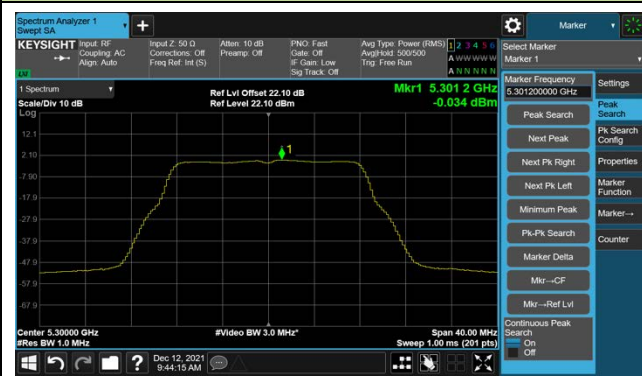 Spectrum Analyzer 1
Swept SA
+
Marker
KEYSIGHT
Input: RF
Coupling: AC
Align: Auto
Input Z: 50 Ω
Corrections: Off
Freq Ref: Int (S)
Atten: 10 dB
Preamp: Off
PNO: Fast
Gate: Off
IF Gain: Low
Sig Track: Off
Avg Type: Power (RMS)
Avg|Hold: 500/500
Trig: Free Run
1 2 3 4 5 6
A W W W W W
A N N N N N
LXI
Select Marker
Marker 1
1 Spectrum
Scale/Div 10 dB
Log
Ref Lvl Offset 22.10 dB
Ref Level 22.10 dBm
Mkr1 5.301 2 GHz
-0.034 dBm
12.1
2.10
-7.90
-17.9
-27.9
-37.9
-47.9
-57.9
-67.9
1
Center 5.30000 GHz
#Res BW 1.0 MHz
#Video BW 3.0 MHz*
Span 40.00 MHz
Sweep 1.00 ms (201 pts)
Marker Frequency
5.301200000 GHz
Peak Search
Next Peak
Next Pk Right
Next Pk Left
Minimum Peak
Pk-Pk Search
Marker Delta
Mkr→CF
Mkr→Ref Lvl
Continuous Peak
Search
On
Off
Settings
Peak
Search
Pk Search
Config
Properties
Marker
Function
Marker→
Counter
?
Dec 12, 2021
9:44:15 AM